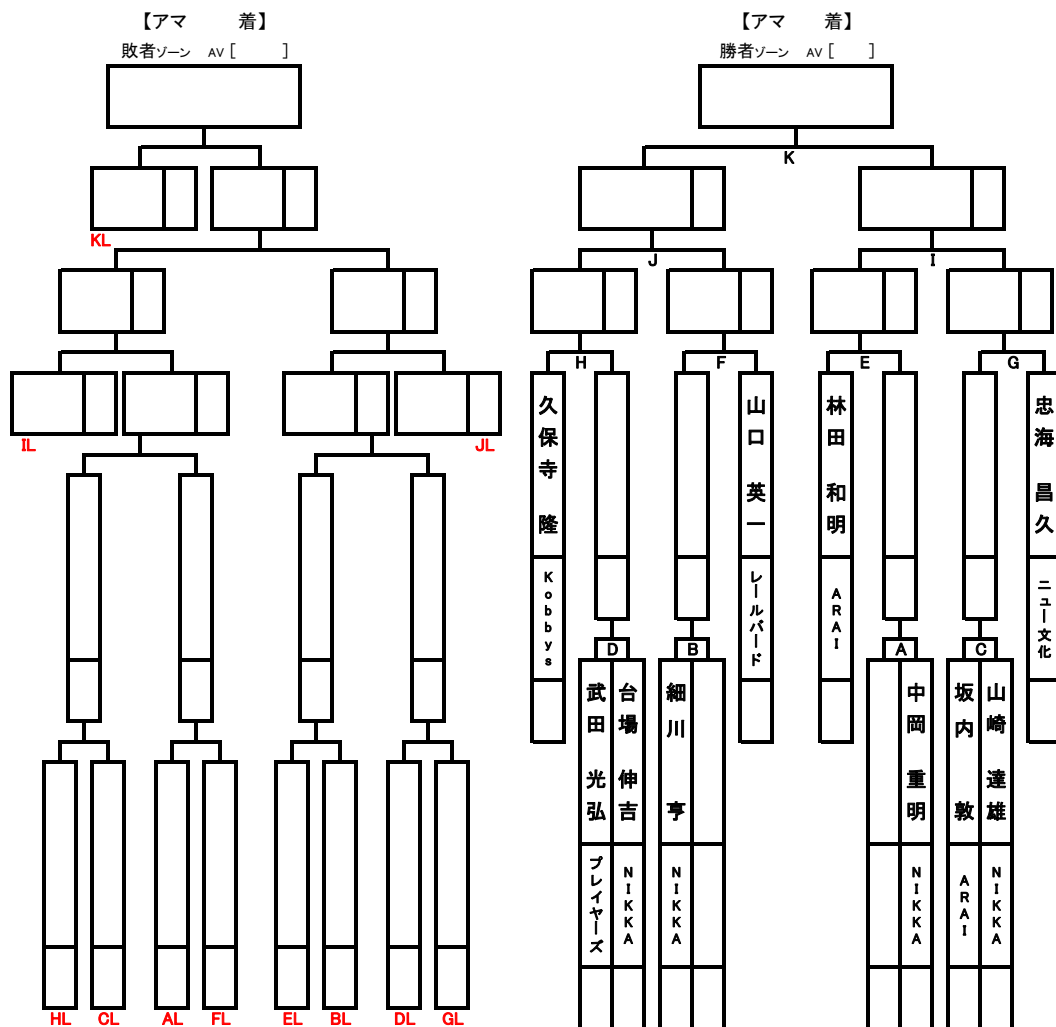 【アマ　　着】
敗者ゾーン　AV [　　]
【アマ　　着】
勝者ゾーン　AV [　　]
K
KL
J
I
H
F
E
G
IL
JL
久保寺　隆
Kobbys
山口　英一
レールバード
林田　和明
ARAI
忠海　昌久
ニュー文化
D
B
A
C
武田　光弘
プレイヤーズ
台場　伸吉
NIKKA
細川　亨
NIKKA
中岡　重明
NIKKA
坂内　敦
ARAI
山崎　達雄
NIKKA
HL
CL
AL
FL
EL
BL
DL
GL